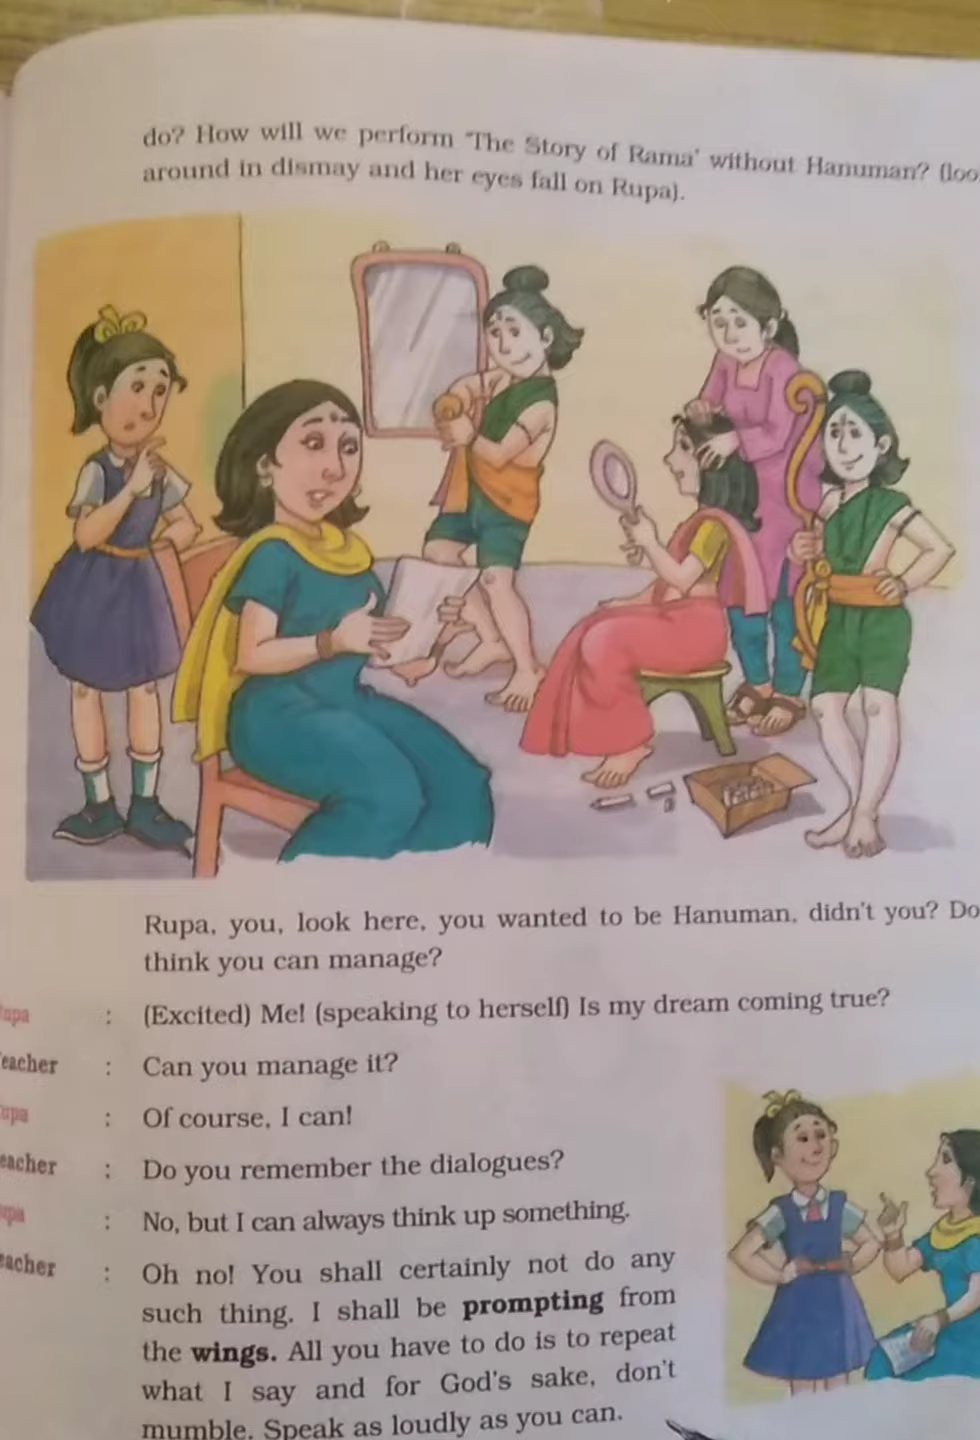 do? How will we perform 'The Story of Rama' without Hanuman? (loo
around in dismay and her eyes fall on Rupa).
Rupa, you, look here, you wanted to be Hanuman, didn't you? Do
think you can manage?
upa : (Excited) Me! (speaking to herself) Is my dream coming true?
eacher : Can you manage it?
upa : Of course, I can!
eacher : Do you remember the dialogues?
upa : No, but I can always think up something.
eacher : Oh no! You shall certainly not do any
such thing. I shall be prompting from
the wings. All you have to do is to repeat
what I say and for God's sake, don't
mumble. Speak as loudly as you can.